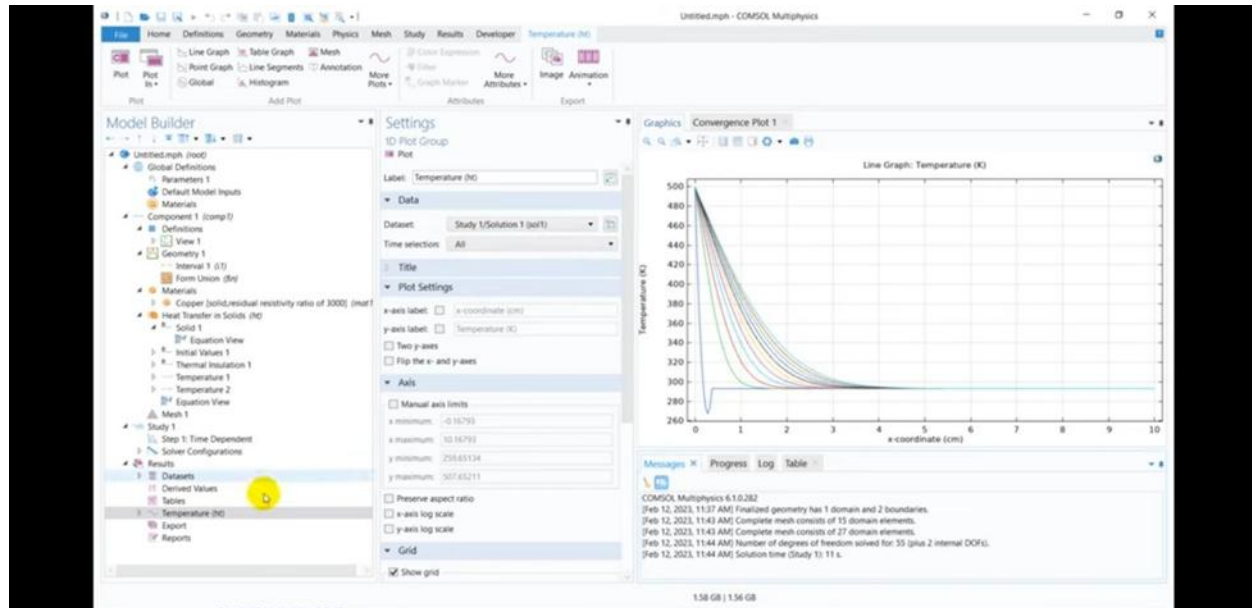 Untitled.mph - COMSOL Multiphysics
File Home Definitions Geometry Materials Physics Mesh Study Results Developer Temperature (ht)
Plot
Plot In
Line Graph Table Graph Mesh
Point Graph Line Segments Annotation
Global Histogram
More Plots
Color Expression
Filter
Graph Marker
More Attributes
Image Animation
Plot Add Plot Attributes Export
Model Builder
Untitled.mph (root)
Global Definitions
Parameters 1
Default Model Inputs
Materials
Component 1 (comp1)
Definitions
View 1
Geometry 1
Interval 1 (i1)
Form Union (fin)
Materials
Copper [solid,residual resistivity ratio of 3000] (mat1
Heat Transfer in Solids (ht)
Solid 1
Equation View
Initial Values 1
Thermal Insulation 1
Temperature 1
Temperature 2
Equation View
Mesh 1
Study 1
Step 1: Time Dependent
Solver Configurations
Results
Datasets
Derived Values
Tables
Temperature (ht)
Export
Reports
Settings
1D Plot Group
Plot
Label: Temperature (ht)
Data
Dataset: Study 1/Solution 1 (sol1)
Time selection: All
Title
Plot Settings
x-axis label: x-coordinate (cm)
y-axis label: Temperature (K)
Two y-axes
Flip the x- and y-axes
Axis
Manual axis limits
x minimum: -0.16793
x maximum: 10.16793
y minimum: 259.65134
y maximum: 507.65211
Preserve aspect ratio
x-axis log scale
y-axis log scale
Grid
Show grid
Graphics Convergence Plot 1
Line Graph: Temperature (K)
Temperature (K)
500
480
460
440
420
400
380
360
340
320
300
280
260
0 1 2 3 4 5 6 7 8 9 10
x-coordinate (cm)
Messages Progress Log Table
COMSOL Multiphysics 6.1.0.282
[Feb 12, 2023, 11:37 AM] Finalized geometry has 1 domain and 2 boundaries.
[Feb 12, 2023, 11:43 AM] Complete mesh consists of 15 domain elements.
[Feb 12, 2023, 11:43 AM] Complete mesh consists of 27 domain elements.
[Feb 12, 2023, 11:44 AM] Number of degrees of freedom solved for: 55 (plus 2 internal DOFs).
[Feb 12, 2023, 11:44 AM] Solution time (Study 1): 11 s.
1.58 GB | 1.56 GB